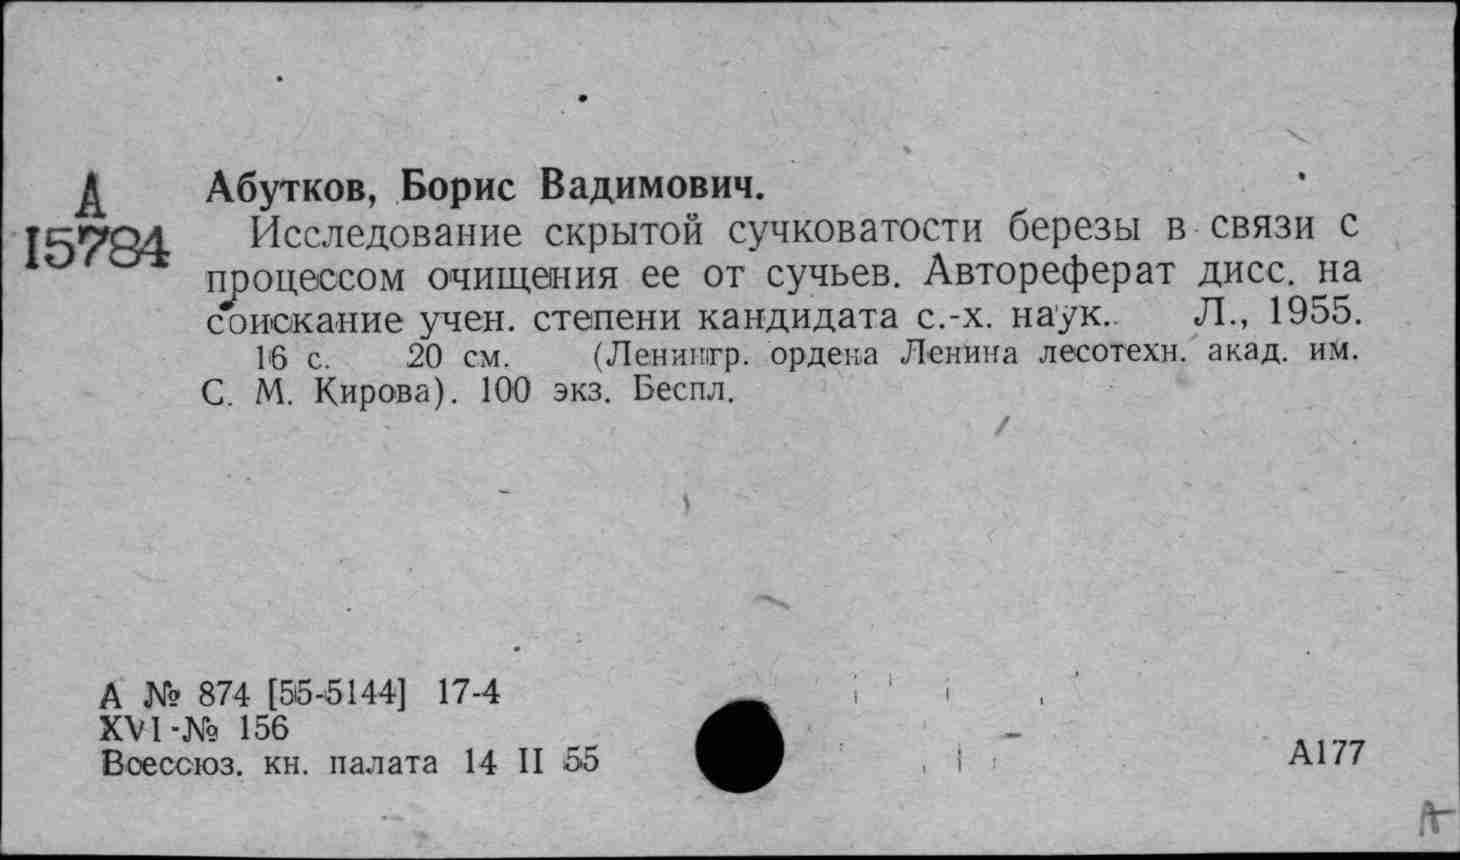 А
15784
Абутков, Борис Вадимович.
Исследование скрытой сучковатости березы в связи с
процессом очищения ее от сучьев. Автореферат дисс. на
соискание учен. степени кандидата с.-х. наук. Л., 1955.
16 с. 20 см. (Ленингр. ордена Ленина лесотехн. акад. им.
С. М. Кирова). 100 экз. Беспл.
А № 874 [55-5144] 17-4
XVI-№ 156
Всесоюз. кн. палата 14 II 55
А177